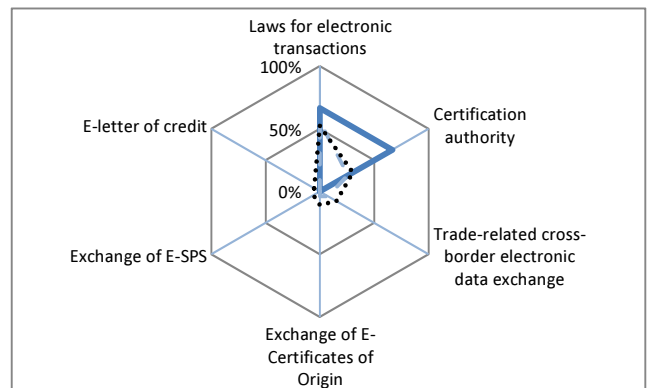 Laws for electronic
transactions
100%
Certification
authority
E-letter of credit
50%
0%
Trade-related cross-
border electronic
data exchange
Exchange of E-SPS
Exchange of E-
Certificates of
Origin